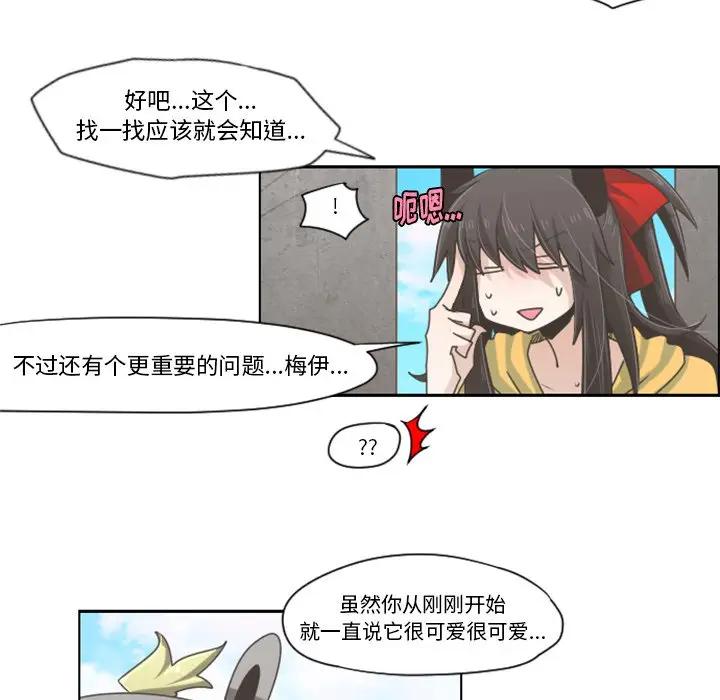 好吧...这个...
找一找应该就会知道...
!
呃嗯...
不过还有个更重要的问题...梅伊...
??
虽然你从刚刚开始
就一直说它很可爱很可爱...